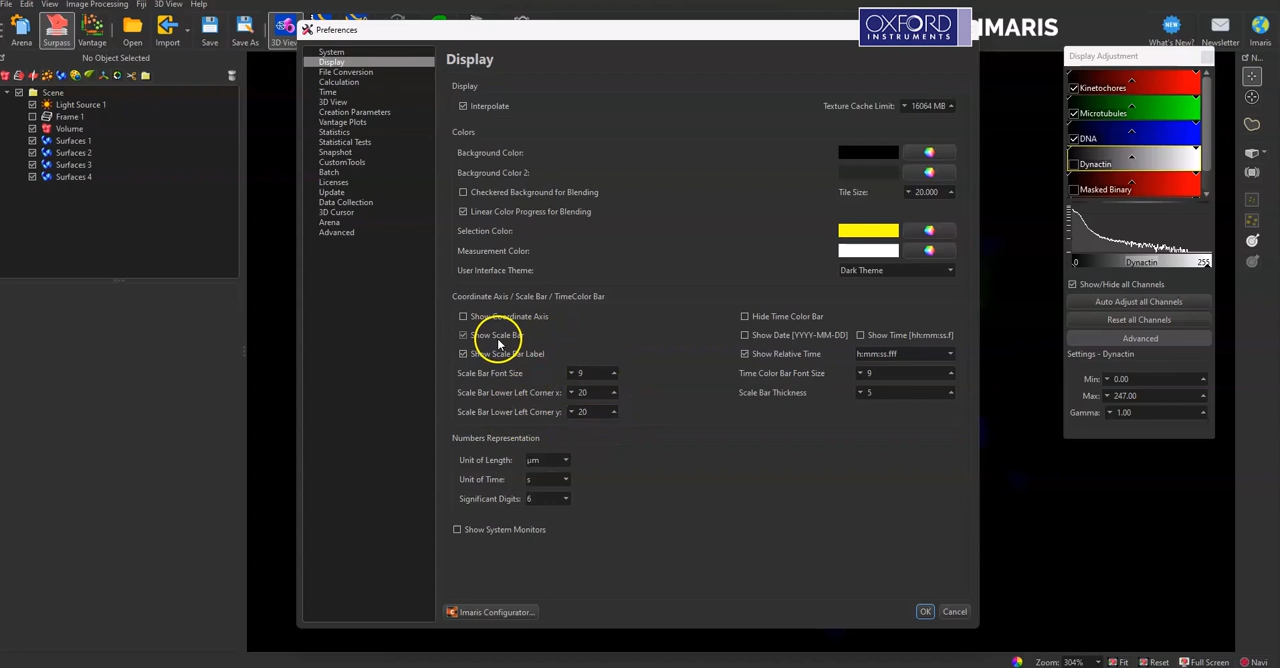 File Edit View Image Processing Fiji 3D View Help
Arena Surpass Vantage Open Import Save Save As 3D View
Preferences
OXFORD
INSTRUMENTS
IMARIS
What's New? Newsletter Imaris
No Object Selected
Scene
Light Source 1
Frame 1
Volume
Surfaces 1
Surfaces 2
Surfaces 3
Surfaces 4
System
Display
File Conversion
Calculation
Time
3D View
Creation Parameters
Vantage Plots
Statistics
Statistical Tests
Snapshot
CustomTools
Batch
Licenses
Update
Data Collection
3D Cursor
Arena
Advanced
Display
Display
Interpolate Texture Cache Limit: 16064 MB
Colors
Background Color:
Background Color 2:
Checkered Background for Blending Tile Size: 20.000
Linear Color Progress for Blending
Selection Color:
Measurement Color:
User Interface Theme: Dark Theme
Coordinate Axis / Scale Bar / TimeColor Bar
Show Coordinate Axis Hide Time Color Bar
Show Scale Bar Show Date [YYYY-MM-DD] Show Time [hh:mm:ss.f]
Show Scale Bar Label Show Relative Time h:mm:ss.fff
Scale Bar Font Size 9 Time Color Bar Font Size 9
Scale Bar Lower Left Corner x: 20 Scale Bar Thickness 5
Scale Bar Lower Left Corner y: 20
Numbers Representation
Unit of Length: µm
Unit of Time: s
Significant Digits: 6
Show System Monitors
Imaris Configurator... OK Cancel
Display Adjustment
Kinetochores
Microtubules
DNA
Dynactin
Masked Binary
0 Dynactin 255
Show/Hide all Channels
Auto Adjust all Channels
Reset all Channels
Advanced
Settings - Dynactin
Min: 0.00
Max: 247.00
Gamma: 1.00
N...
Zoom: 304% Fit Reset Full Screen Navi